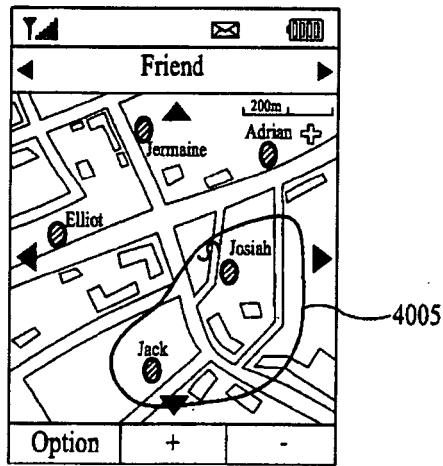 Friend
200m
Adrian
Jermaine
Elliot
Josiah
4005
Jack
Option + -